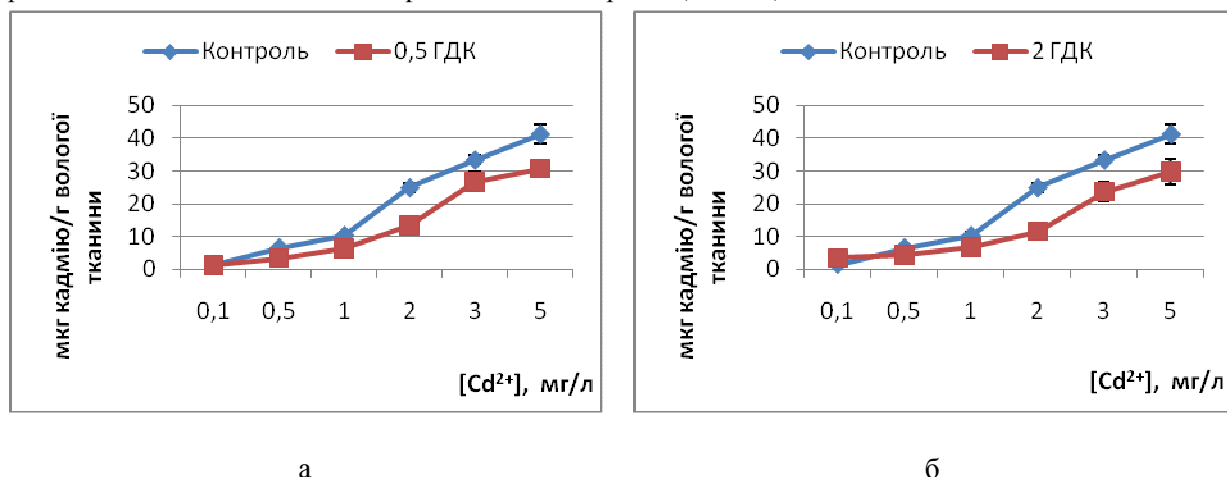 Контроль 0,5 ГДК
мкг кадмію/г вологої
тканини
50
40
30
20
10
0
0,1 0,5 1 2 3 5
[Cd²⁺], мг/л
а
Контроль 2 ГДК
мкг кадмію/г вологої
тканини
50
40
30
20
10
0
0,1 0,5 1 2 3 5
[Cd²⁺], мг/л
б